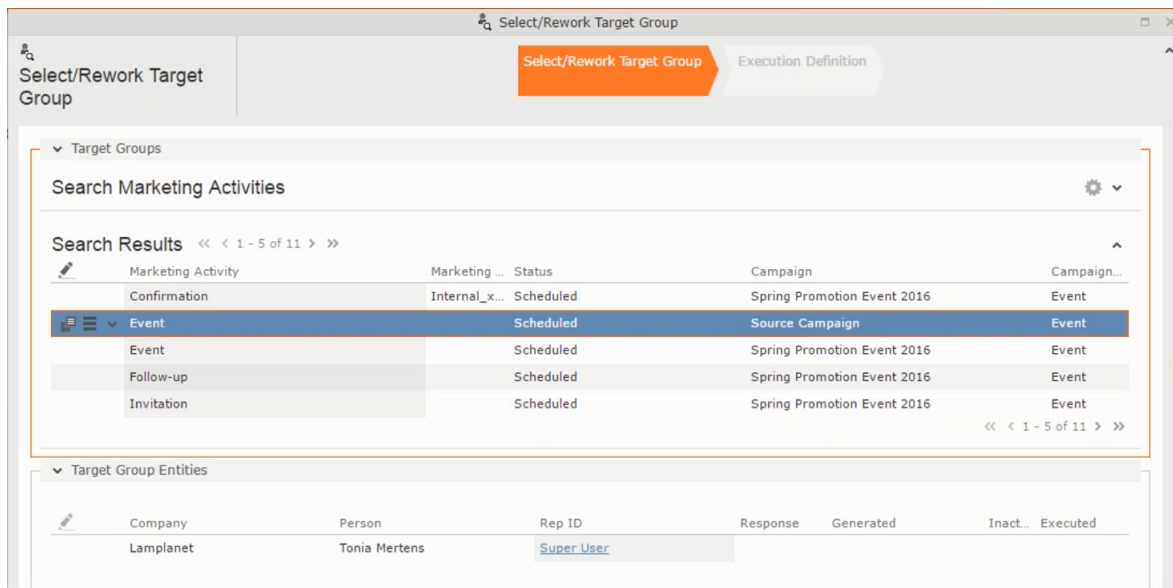 Select/Rework Target Group
Select/Rework Target Group
Select/Rework Target Group
Execution Definition
Target Groups
Search Marketing Activities
Search Results << < 1 - 5 of 11 > >>
Marketing Activity Marketing ... Status Campaign Campaign...
Confirmation Internal_x... Scheduled Spring Promotion Event 2016 Event
Event Scheduled Source Campaign Event
Event Scheduled Spring Promotion Event 2016 Event
Follow-up Scheduled Spring Promotion Event 2016 Event
Invitation Scheduled Spring Promotion Event 2016 Event
<< < 1 - 5 of 11 > >>
Target Group Entities
Company Person Rep ID Response Generated Inact... Executed
Lamplanet Tonia Mertens Super User